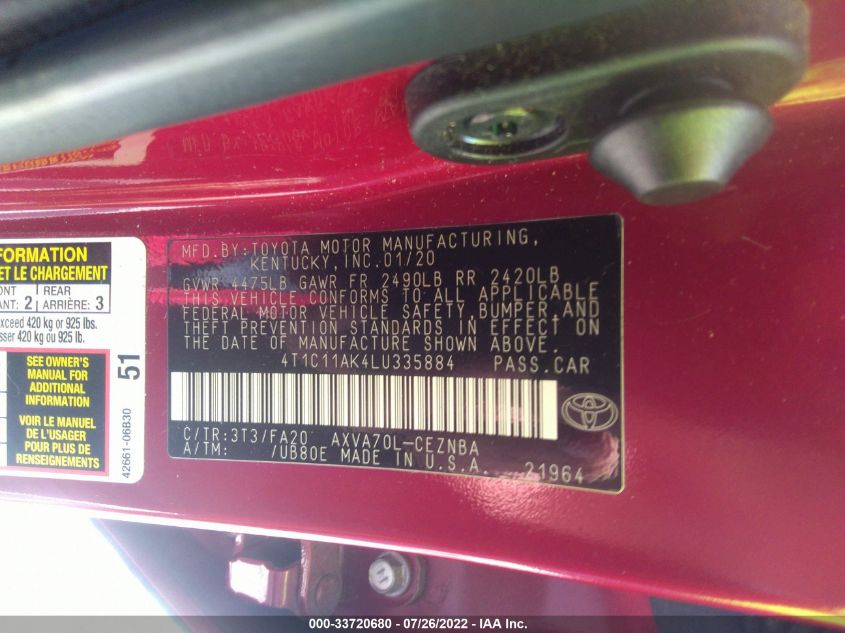 FORMATION
ET LE CHARGEMENT
REAR
ANT: 2 ARRIÈRE: 3
exceed 420 kg or 925 lbs.
sser 420 kg ou 925 lb.
SEE OWNER'S
MANUAL FOR
ADDITIONAL
INFORMATION
VOIR LE MANUEL
DE L'USAGER
POUR PLUS DE
RENSEIGNEMENTS
51
42661-06B30
MFD.BY:TOYOTA MOTOR MANUFACTURING,
KENTUCKY, INC.01/20
GVWR 4475LB GAWR FR 2490LB RR 2420LB
THIS VEHICLE CONFORMS TO ALL APPLICABLE
FEDERAL MOTOR VEHICLE SAFETY,BUMPER,AND
THEFT PREVENTION STANDARDS IN EFFECT ON
THE DATE OF MANUFACTURE SHOWN ABOVE.
4T1C11AK4LU335884 PASS.CAR
C/TR:3T3/FA20 AXVA70L-CEZNBA
A/TM: /UB80E MADE IN U.S.A. 21964
000-33720680 - 07/26/2022 - IAA Inc.